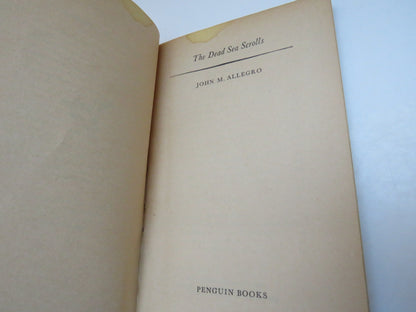 The Dead Sea Scrolls
JOHN M. ALLEGRO
PENGUIN BOOKS